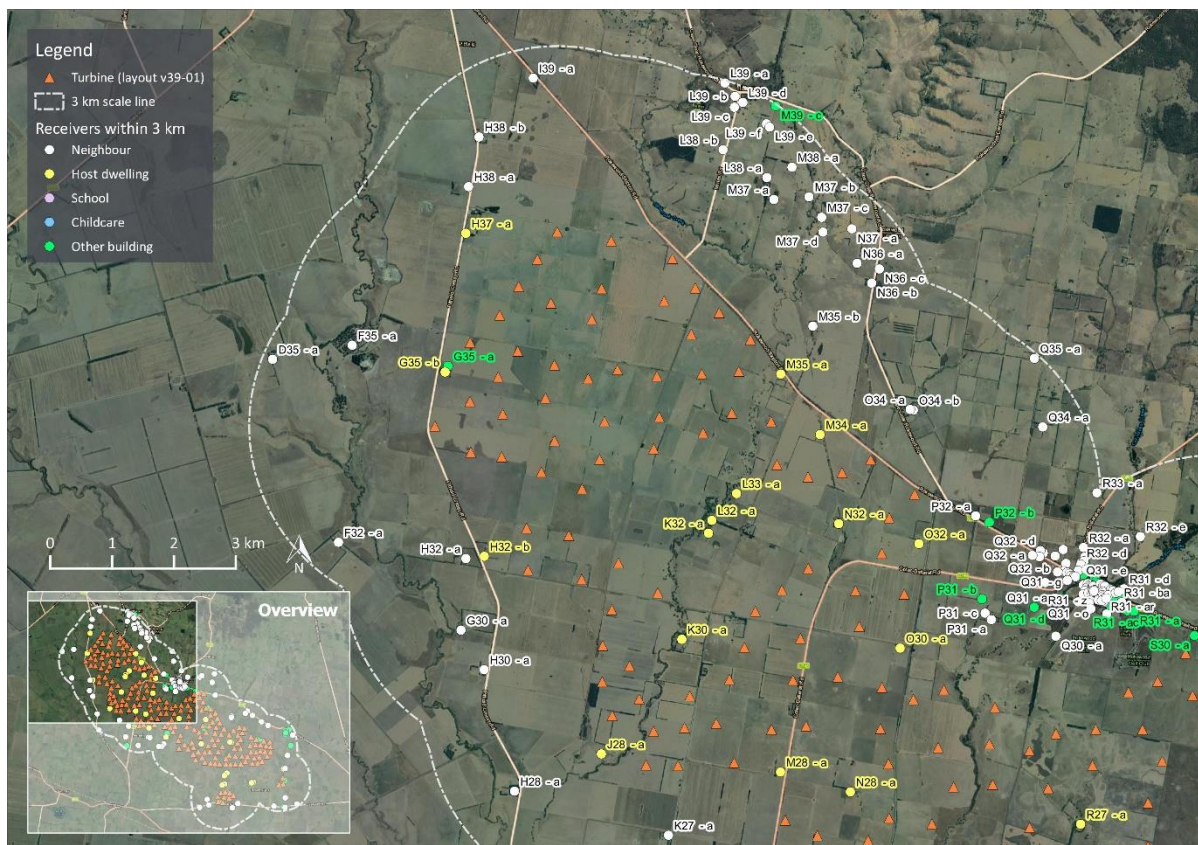 Legend
Turbine (layout v39-01)
3 km scale line
Receivers within 3 km
Neighbour
Host dwelling
School
Childcare
Other building
I39 - a
L39 - a
L39 - b
L39 - d
M39 - c
L39 - c
L39 - f
L39 - e
H38 - b
L38 - b
M38 - a
L38 - a
H38 - a
M37 - a
M37 - b
M37 - c
H37 - a
M37 - d
N37 - a
N36 - a
N36 - c
N36 - b
M35 - b
F35 - a
D35 - a
G35 - b
G35 - a
Q35 - a
M35 - a
O34 - a
O34 - b
M34 - a
Q34 - a
L33 - a
R33 - a
L32 - a
K32 - a
N32 - a
P32 - a
P32 - b
R32 - e
F32 - a
O32 - a
Q32 - d
R32 - a
H32 - a
H32 - b
Q32 - a
R32 - d
Q32 - b
Q31 - e
Q31 - g
R31 - d
P31 - b
R31 - ba
Q31 - a
R31 - z
R31 - ar
P31 - c
Q31 - o
P31 - a
Q31 - d
R31 - ac
R31 - a
G30 - a
K30 - a
O30 - a
Q30 - a
S30 - a
H30 - a
J28 - a
M28 - a
H28 - a
N28 - a
K27 - a
R27 - a
0 1 2 3 km
N
Overview